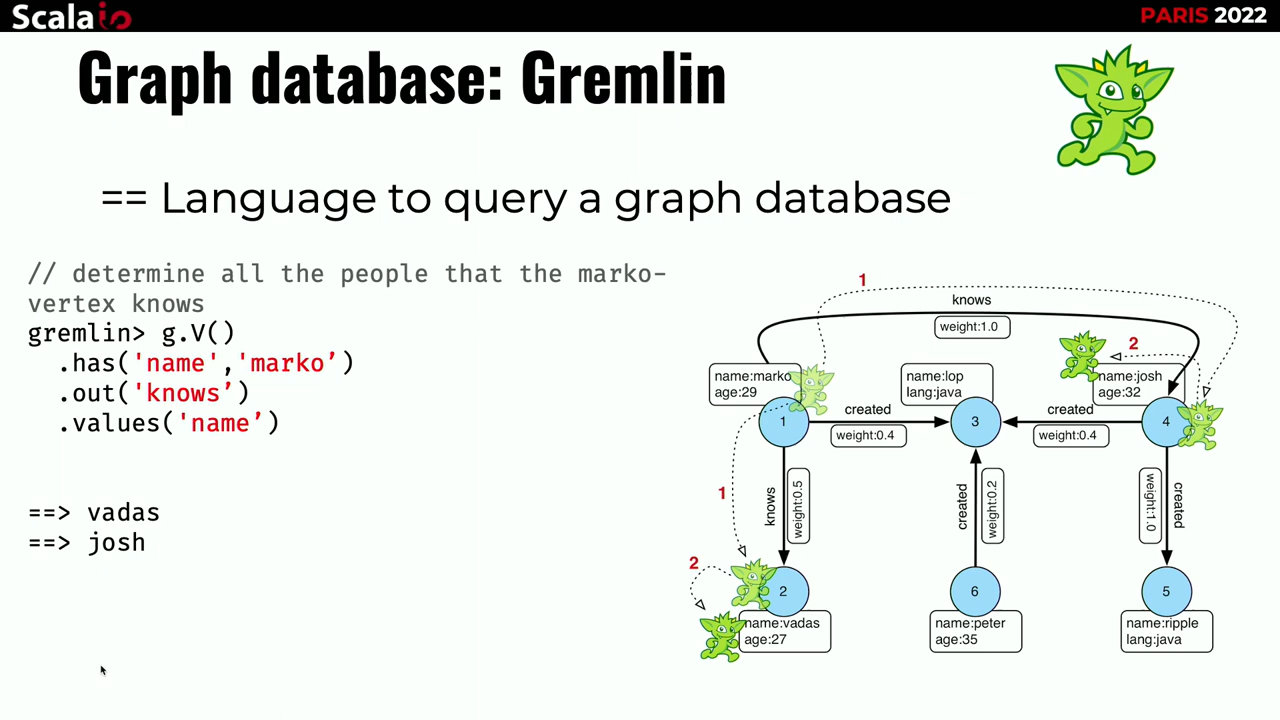 Scalaio
PARIS 2022
Graph database: Gremlin
== Language to query a graph database
// determine all the people that the marko-
vertex knows
gremlin> g.V()
.has('name','marko’)
.out('knows’)
.values('name’)
==> vadas
==> josh
1
knows
weight:1.0
2
name:marko
age:29
name:lop
lang:java
name:josh
age:32
1
created
weight:0.4
3
created
weight:0.4
4
1
knows
weight:0.5
created
weight:0.2
weight:1.0
created
2
2
6
5
name:vadas
age:27
name:peter
age:35
name:ripple
lang:java